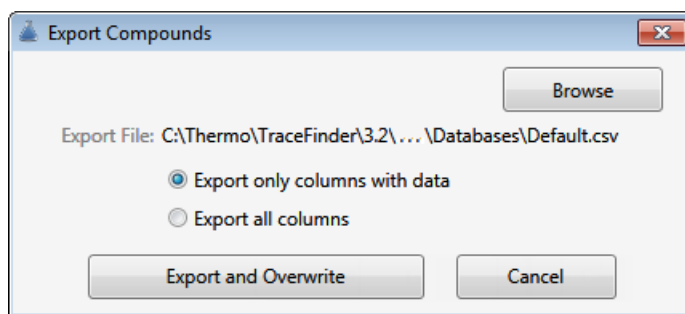 Export Compounds
Browse
Export File: C:\Thermo\TraceFinder\3.2\... \Databases\Default.csv
Export only columns with data
Export all columns
Export and Overwrite Cancel